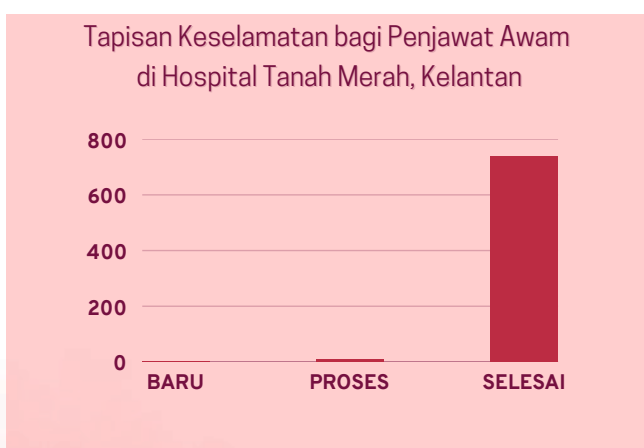 Tapisan Keselamatan bagi Penjawat Awam
di Hospital Tanah Merah, Kelantan
800
600
400
200
0
BARU PROSES SELESAI